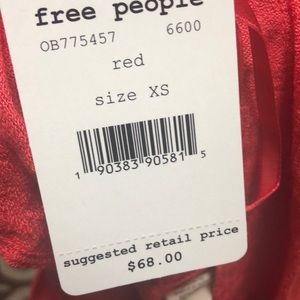 free people
OB775457 6600
red
size XS
1 90383 90581 5
suggested retail price
$68.00